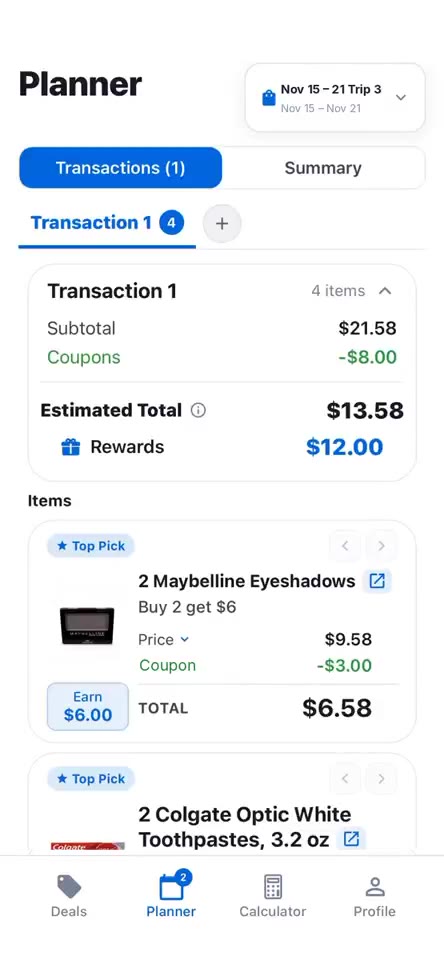 Planner
Nov 15 – 21 Trip 3
Nov 15 – Nov 21
Transactions (1)
Summary
Transaction 1 4 +
Transaction 1 4 items
Subtotal $21.58
Coupons -$8.00
Estimated Total $13.58
Rewards $12.00
Items
Top Pick
2 Maybelline Eyeshadows
Buy 2 get $6
MAYBELLINE
Price $9.58
Coupon -$3.00
Earn
$6.00
TOTAL $6.58
Top Pick
2 Colgate Optic White
Toothpastes, 3.2 oz
Colgate
2
Deals Planner Calculator Profile